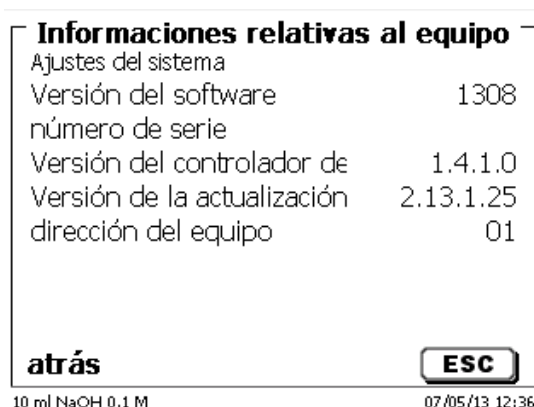 Informaciones relativas al equipo
Ajustes del sistema
Versión del software 1308
número de serie
Versión del controlador de 1.4.1.0
Versión de la actualización 2.13.1.25
dirección del equipo 01
atrás ESC
10 ml NaOH 0.1 M 07/05/13 12:36